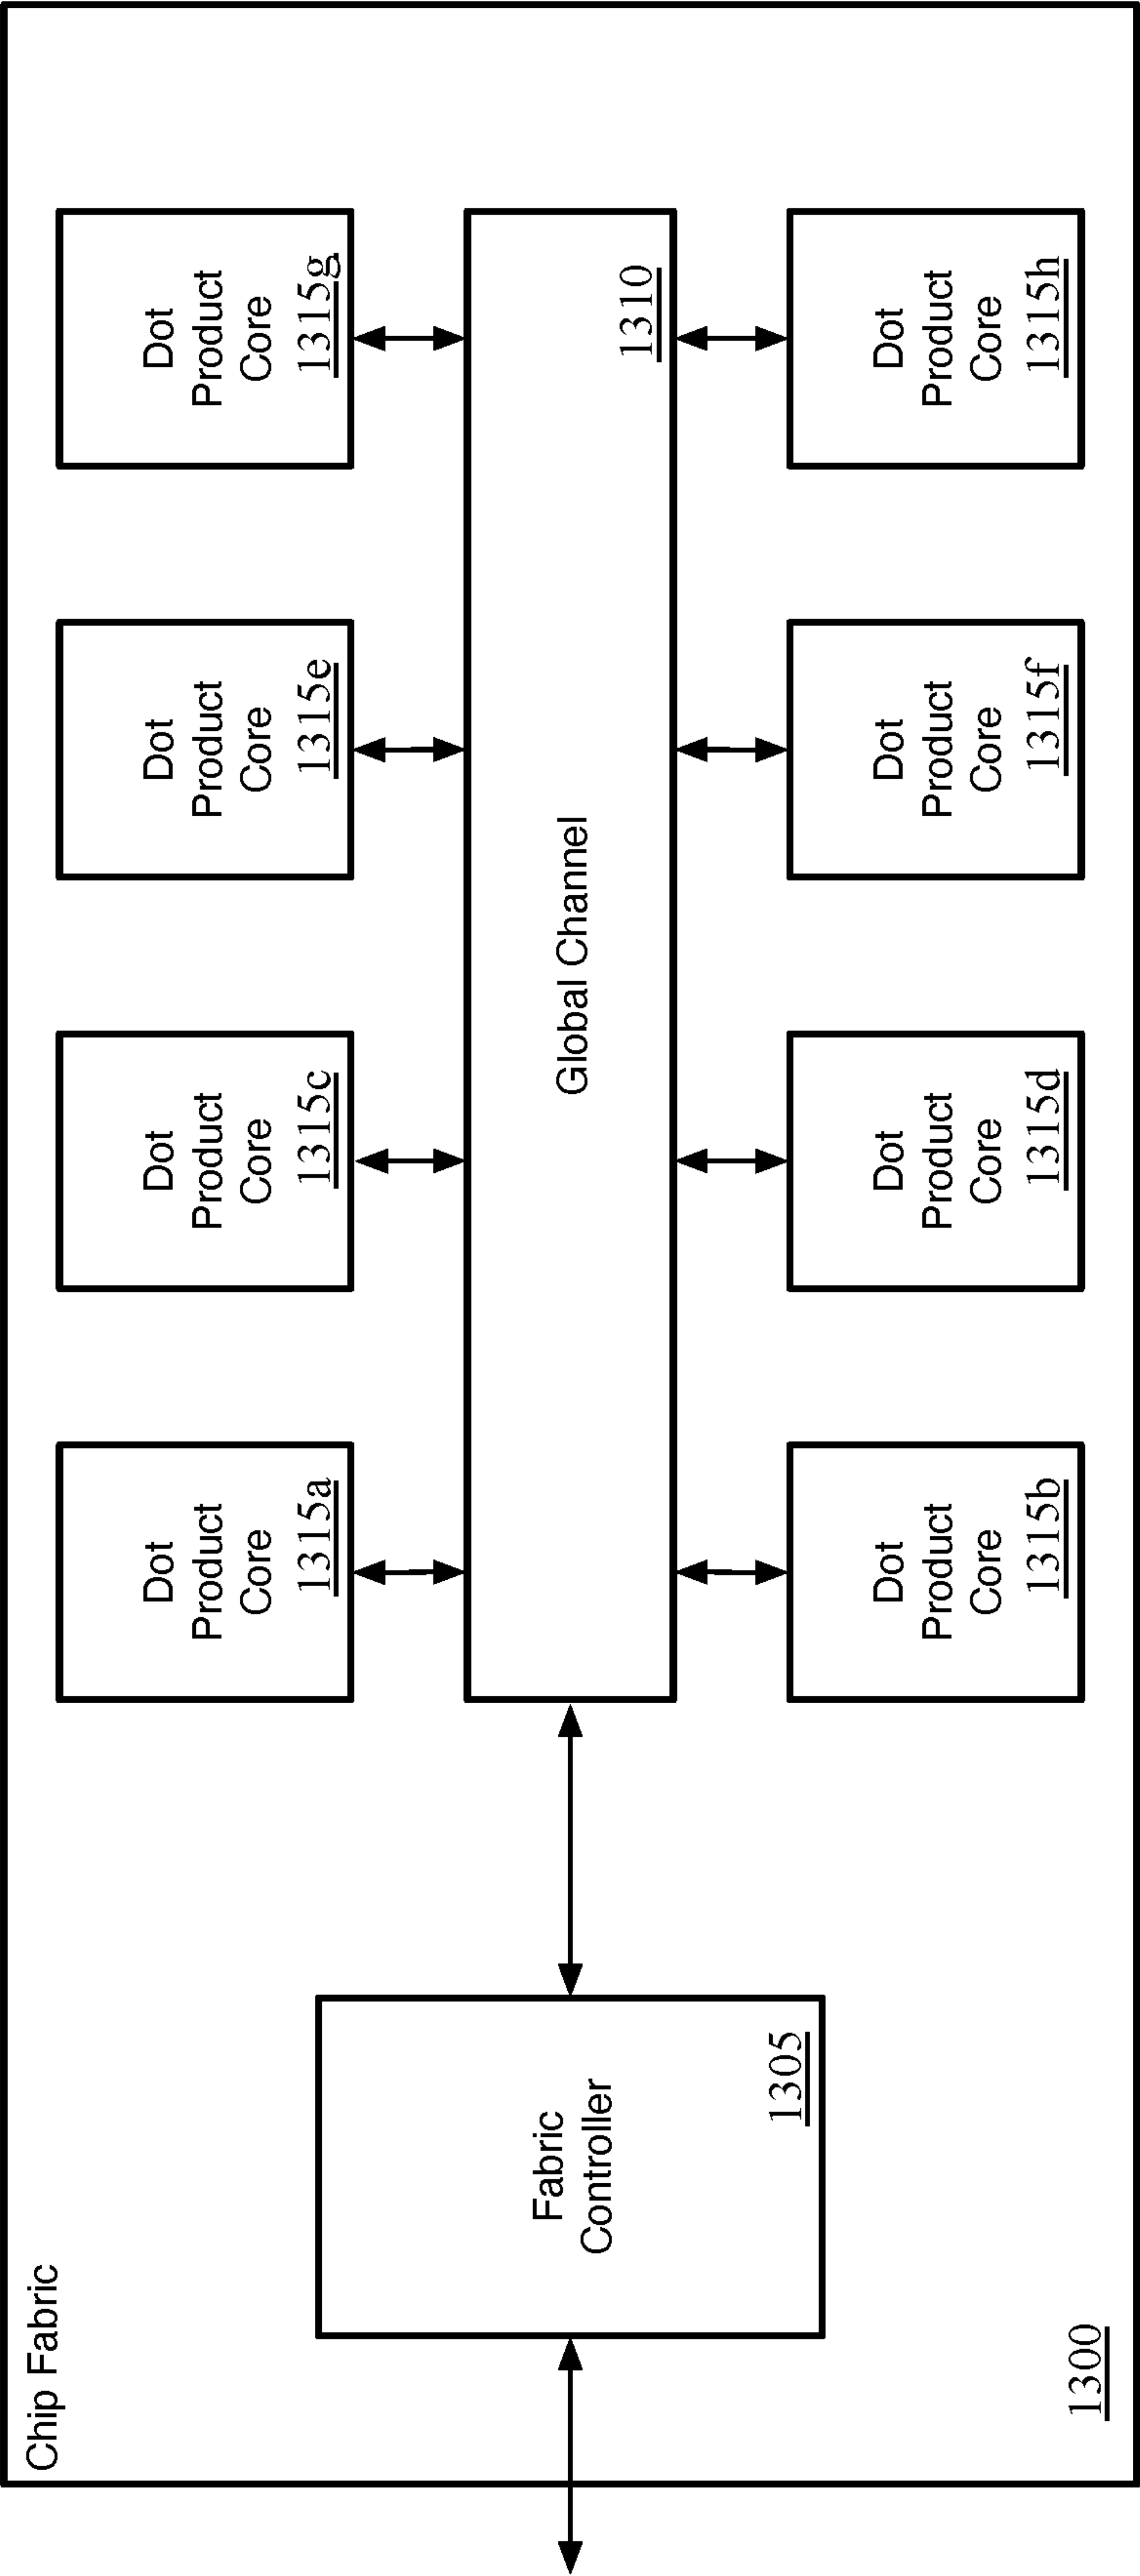 Chip Fabric
Dot
Product
Core
1315a
Dot
Product
Core
1315c
Dot
Product
Core
1315e
Dot
Product
Core
1315g
Fabric
Controller
1305
Global Channel
1310
Dot
Product
Core
1315b
Dot
Product
Core
1315d
Dot
Product
Core
1315f
Dot
Product
Core
1315h
1300